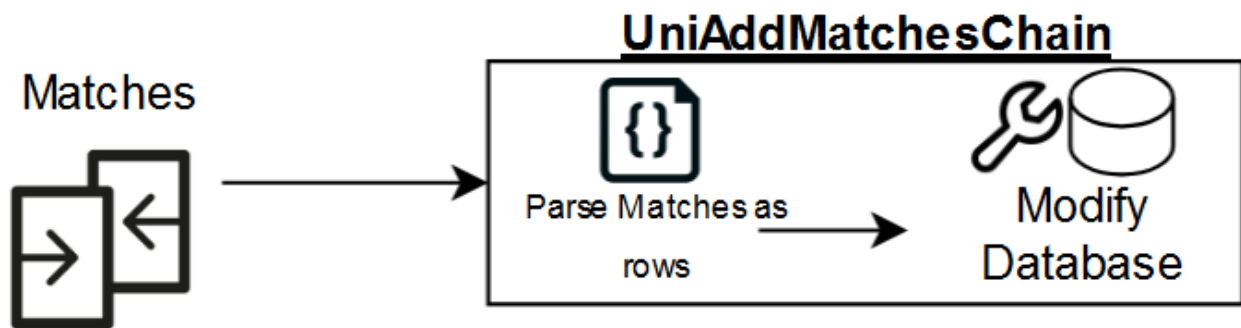 UniAddMatchesChain
Matches
{}
Parse Matches as
rows
Modify
Database